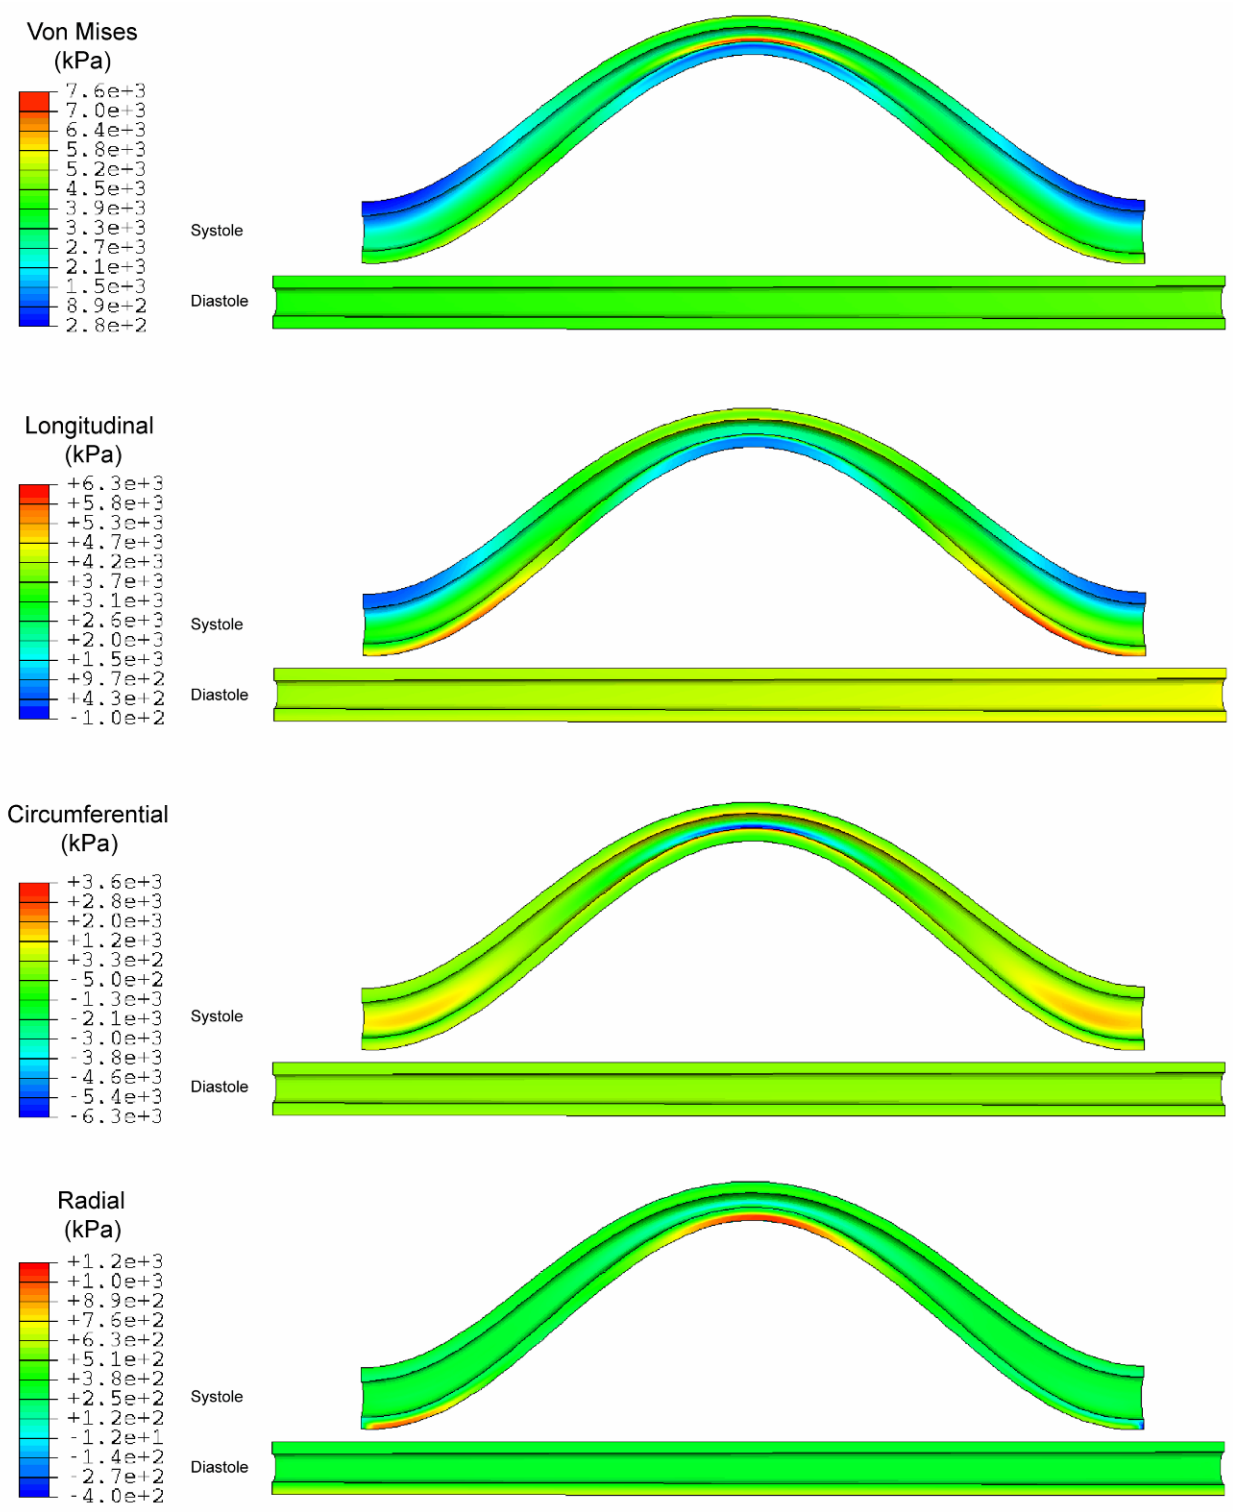 Von Mises
(kPa)
7.6e+3
7.0e+3
6.4e+3
5.8e+3
5.2e+3
4.5e+3
3.9e+3
3.3e+3
2.7e+3
2.1e+3
1.5e+3
8.9e+2
2.8e+2
Systole
Diastole
Longitudinal
(kPa)
+6.3e+3
+5.8e+3
+5.3e+3
+4.7e+3
+4.2e+3
+3.7e+3
+3.1e+3
+2.6e+3
+2.0e+3
+1.5e+3
+9.7e+2
+4.3e+2
-1.0e+2
Systole
Diastole
Circumferential
(kPa)
+3.6e+3
+2.8e+3
+2.0e+3
+1.2e+3
+3.3e+2
-5.0e+2
-1.3e+3
-2.1e+3
-3.0e+3
-3.8e+3
-4.6e+3
-5.4e+3
-6.3e+3
Systole
Diastole
Radial
(kPa)
+1.2e+3
+1.0e+3
+8.9e+2
+7.6e+2
+6.3e+2
+5.1e+2
+3.8e+2
+2.5e+2
+1.2e+2
-1.2e+1
-1.4e+2
-2.7e+2
-4.0e+2
Systole
Diastole